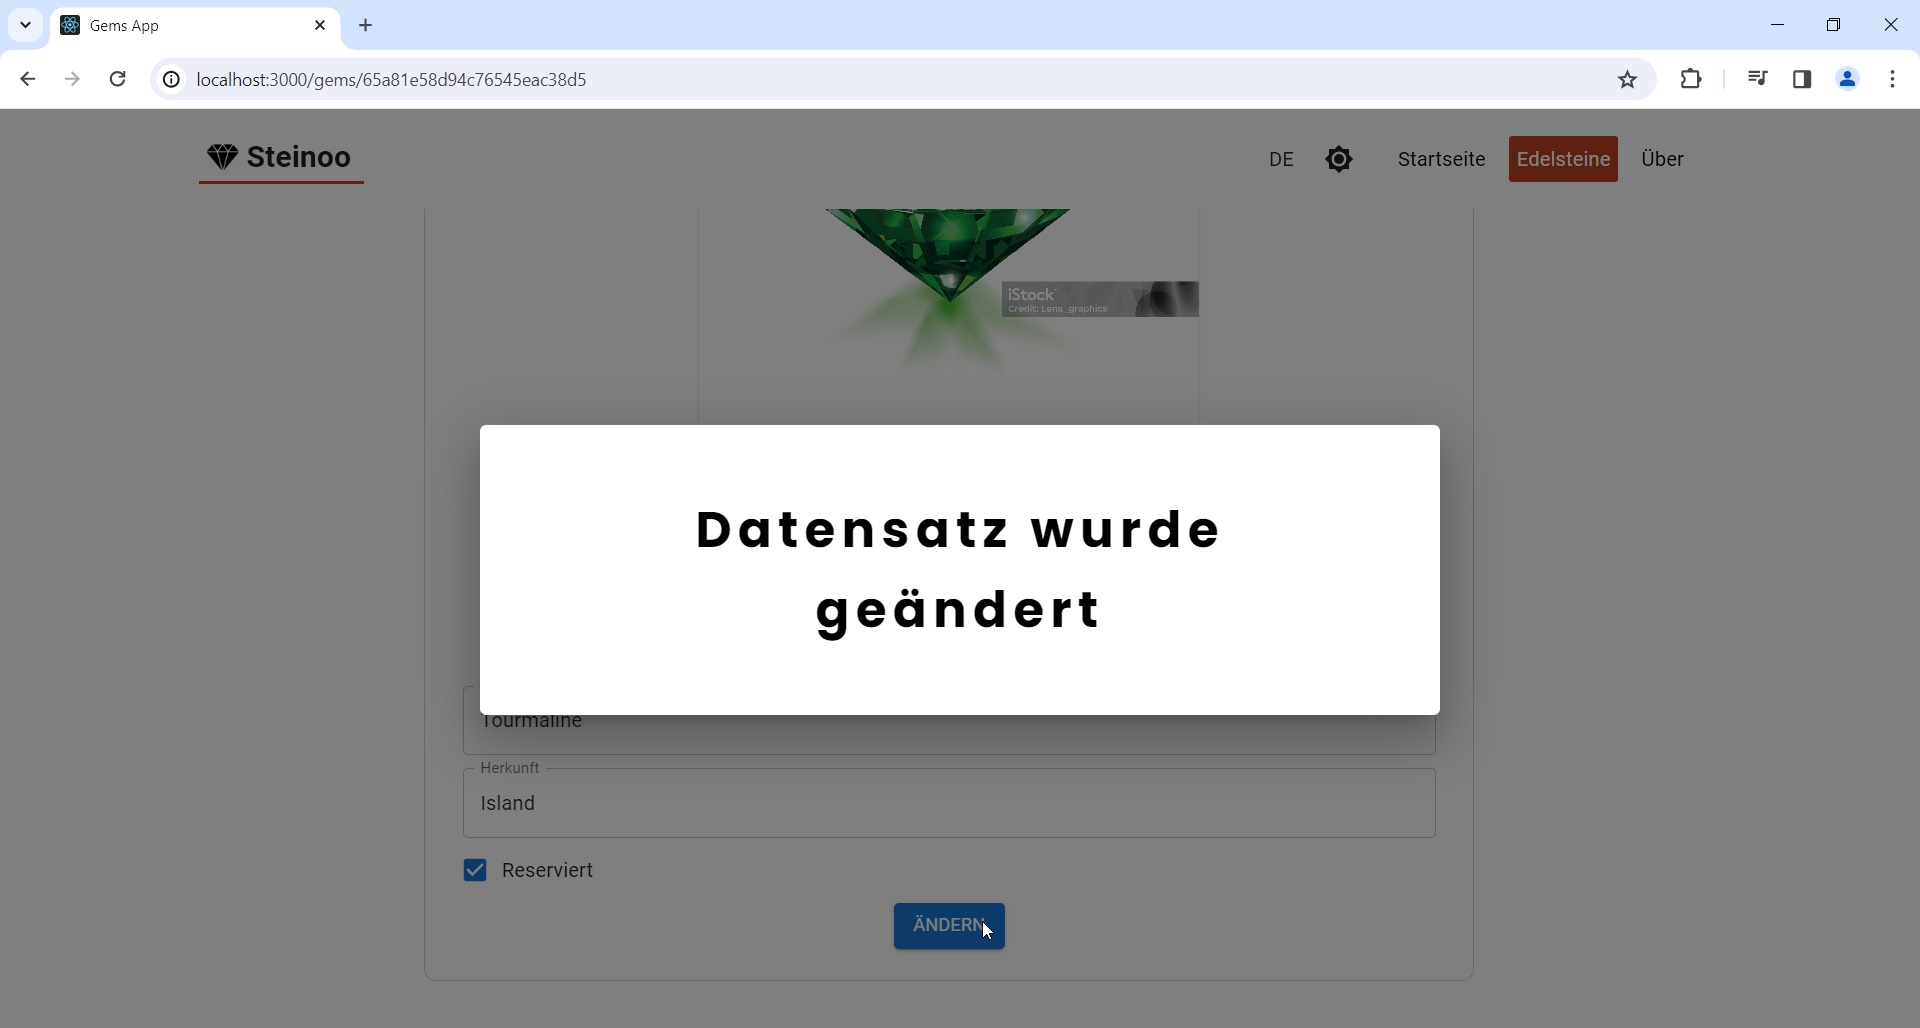 Gems App
localhost:3000/gems/65a81e58d94c76545eac38d5
Steinoo
DE
Startseite
Edelsteine
Über
iStock
Credit: Lena_graphics
Datensatz wurde
geändert
Tourmaline
Herkunft
Island
Reserviert
ÄNDERN